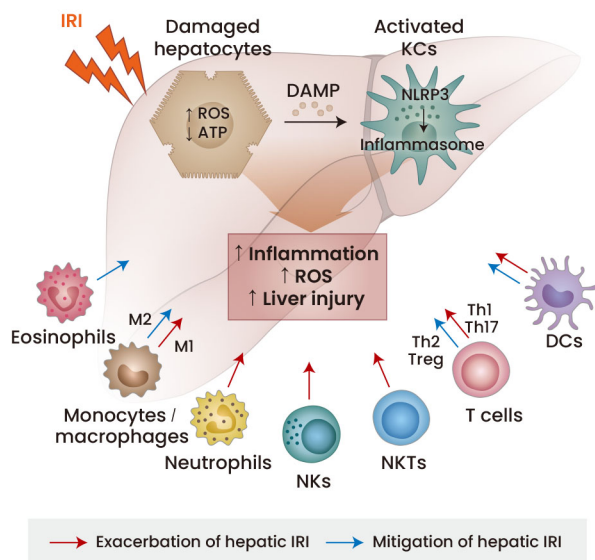 IRI
Damaged
hepatocytes
Activated
KCs
↑ ROS
↓ ATP
DAMP
NLRP3
Inflammasome
↑ Inflammation
↑ ROS
↑ Liver injury
Eosinophils
M2
M1
Monocytes /
macrophages
Neutrophils
NKs
NKTs
Th1
Th17
Th2
Treg
T cells
DCs
Exacerbation of hepatic IRI
Mitigation of hepatic IRI